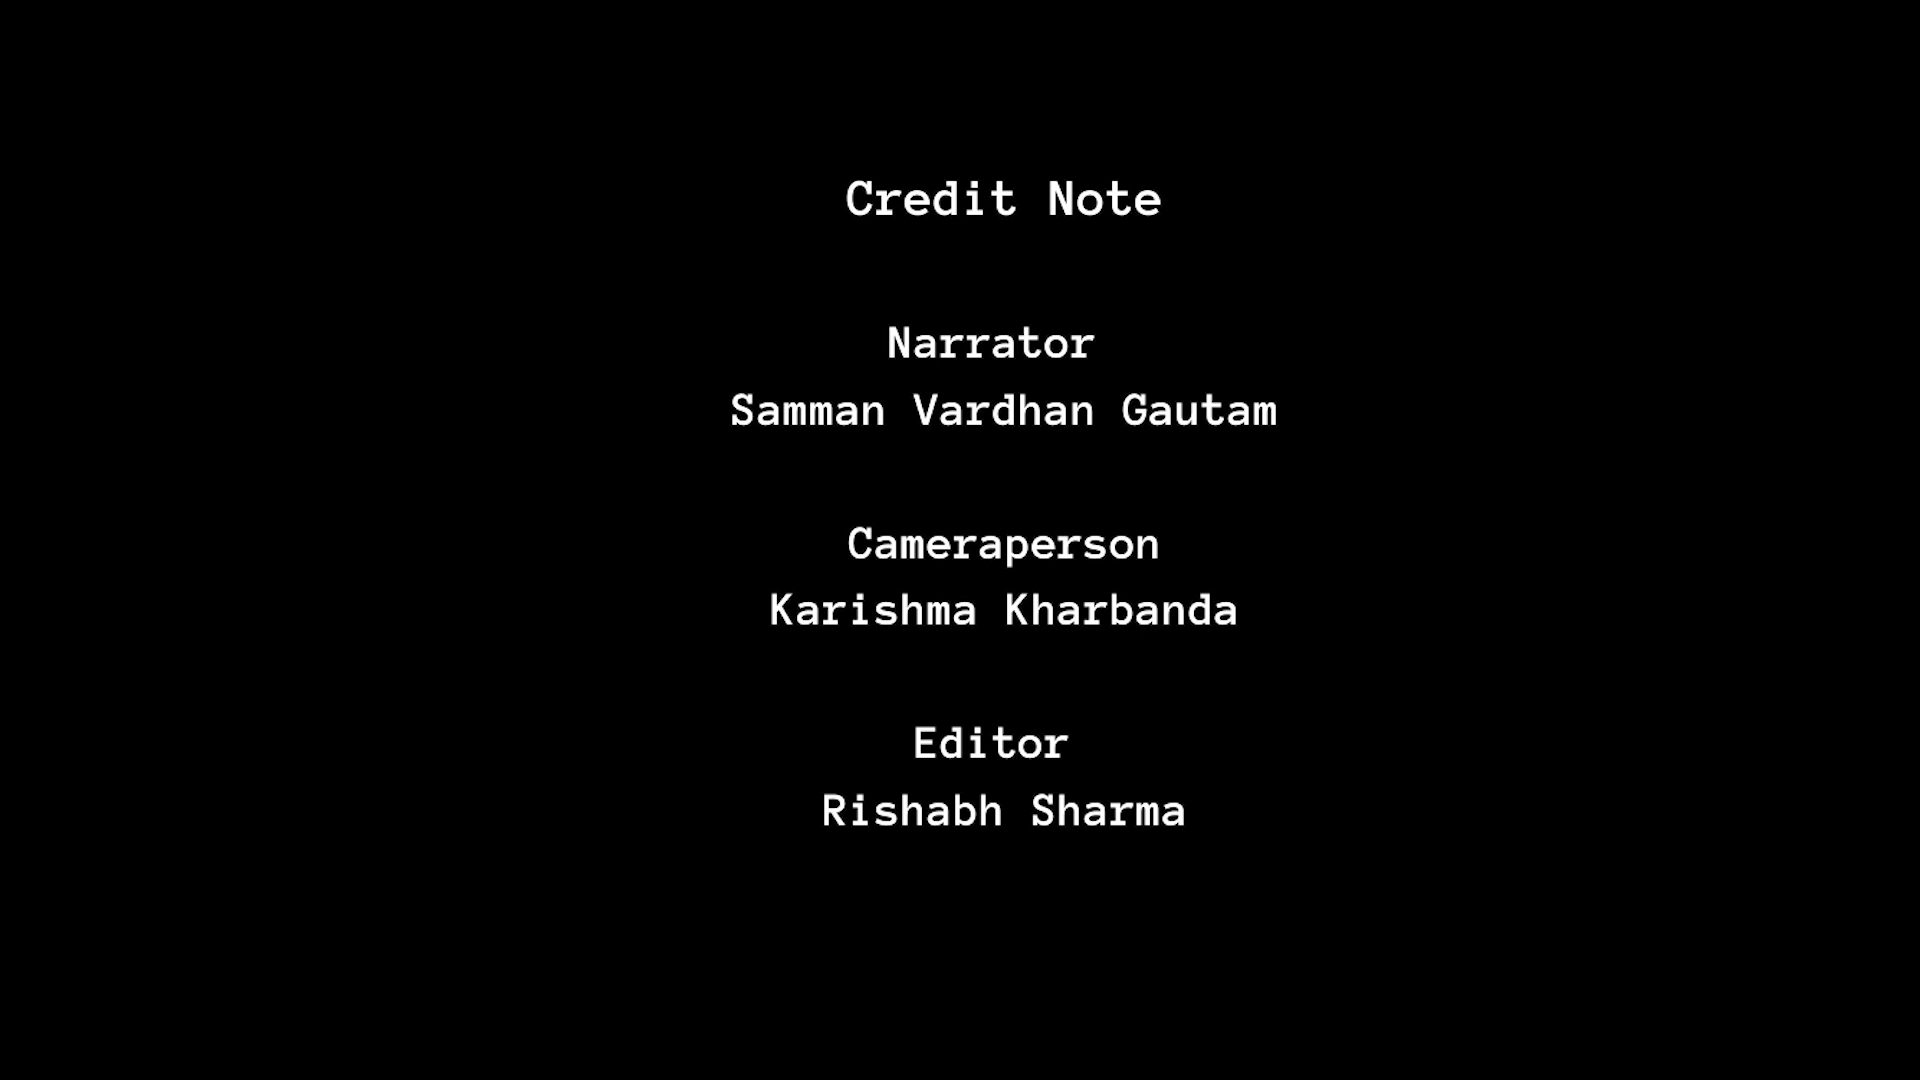 Credit Note
Narrator
Samman Vardhan Gautam
Cameraperson
Karishma Kharbanda
Editor
Rishabh Sharma